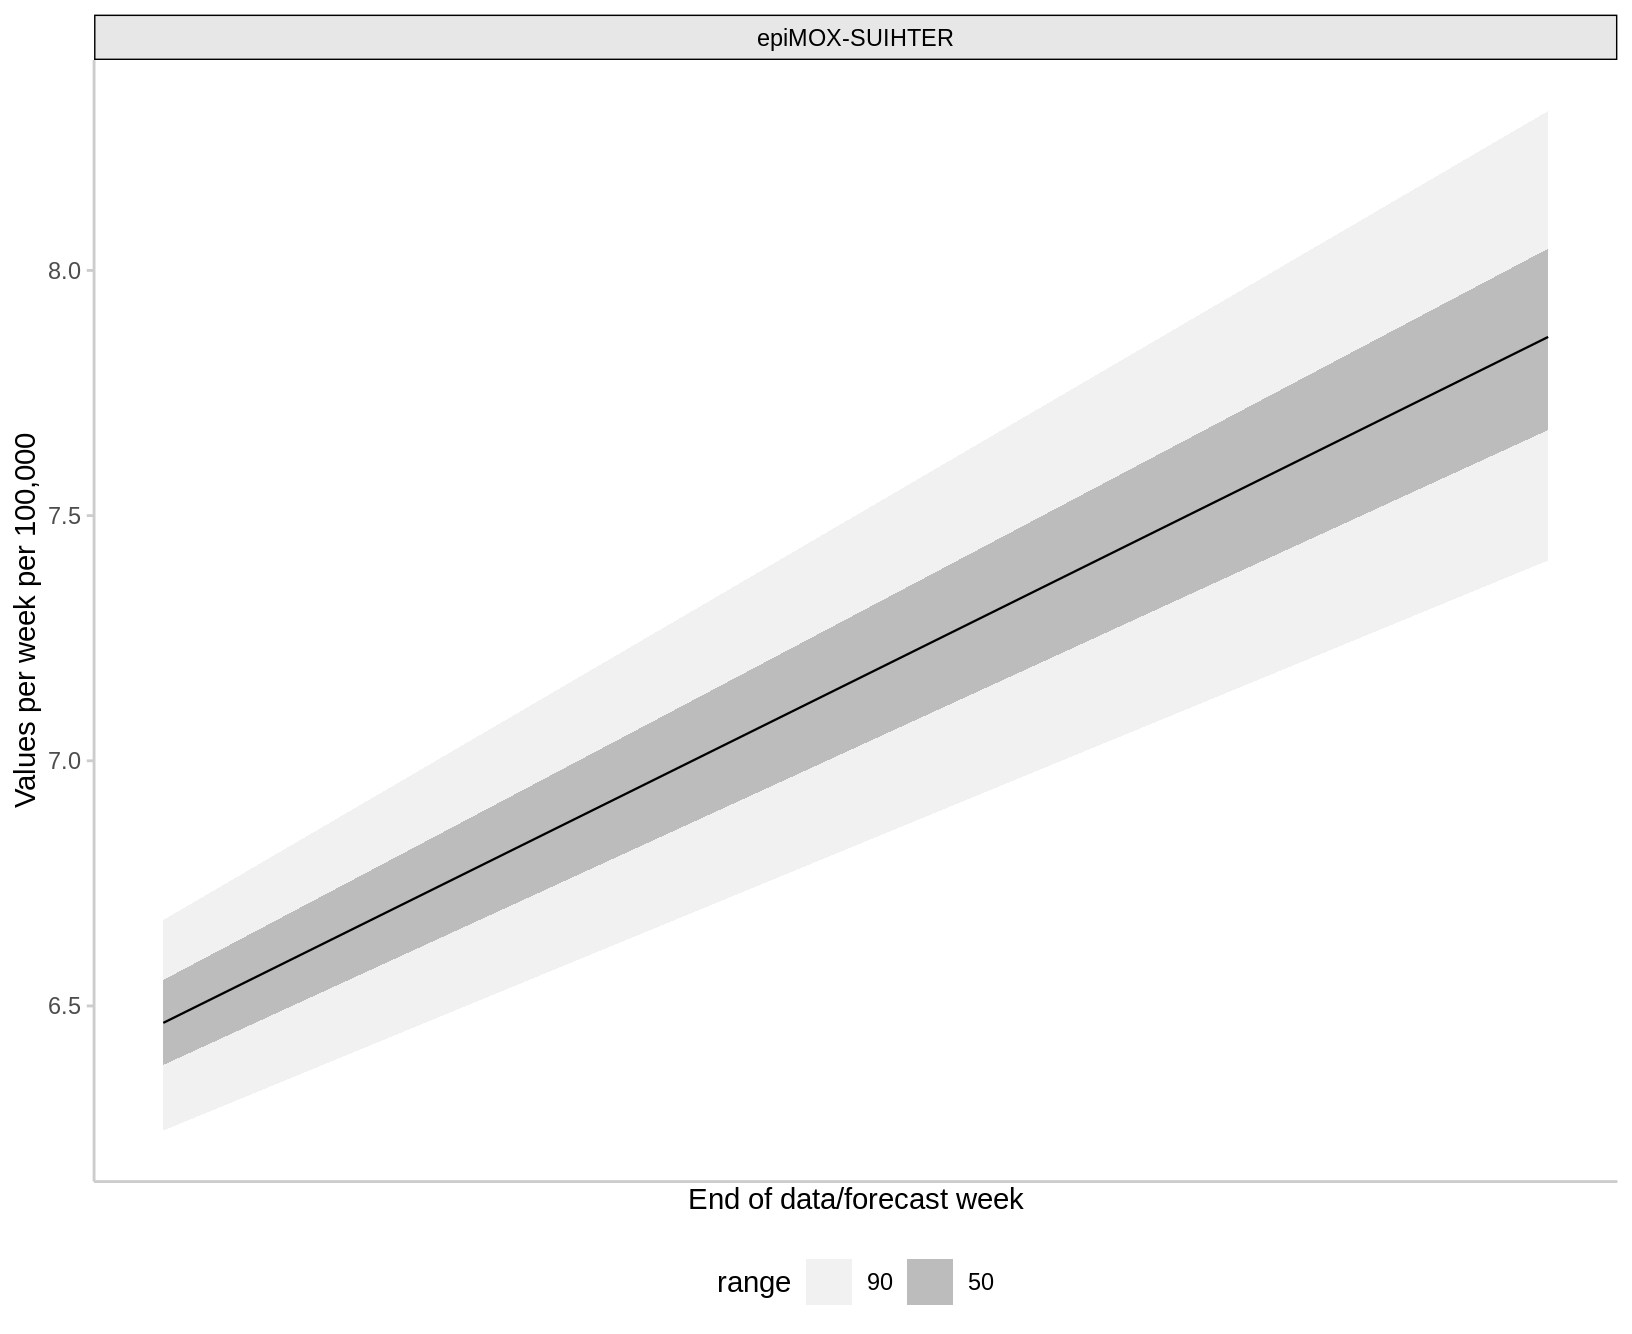 epiMOX-SUIHTER
Values per week per 100,000
8.0
7.5
7.0
6.5
End of data/forecast week
range 90 50